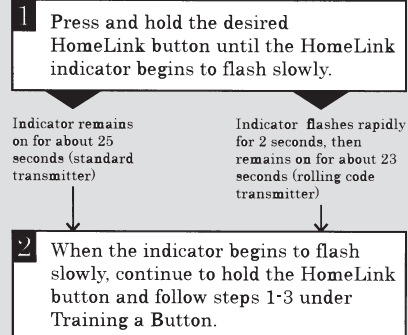 1
Press and hold the desired
HomeLink button until the HomeLink
indicator begins to flash slowly.
Indicator remains
on for about 25
seconds (standard
transmitter)
Indicator flashes rapidly
for 2 seconds, then
remains on for about 23
seconds (rolling code
transmitter)
2
When the indicator begins to flash
slowly, continue to hold the HomeLink
button and follow steps 1-3 under
Training a Button.